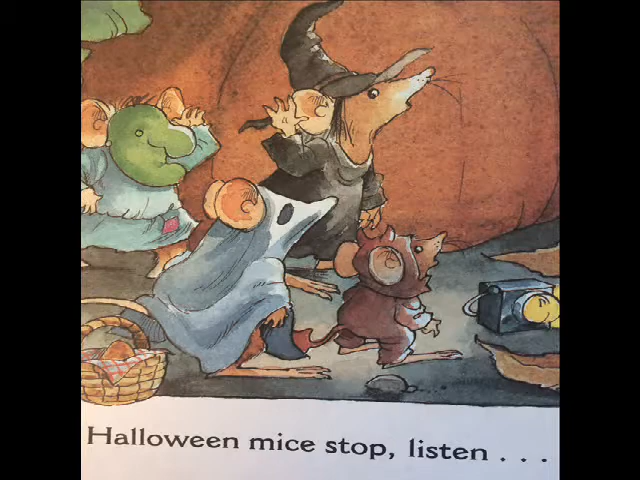 Halloween mice stop, listen . . .